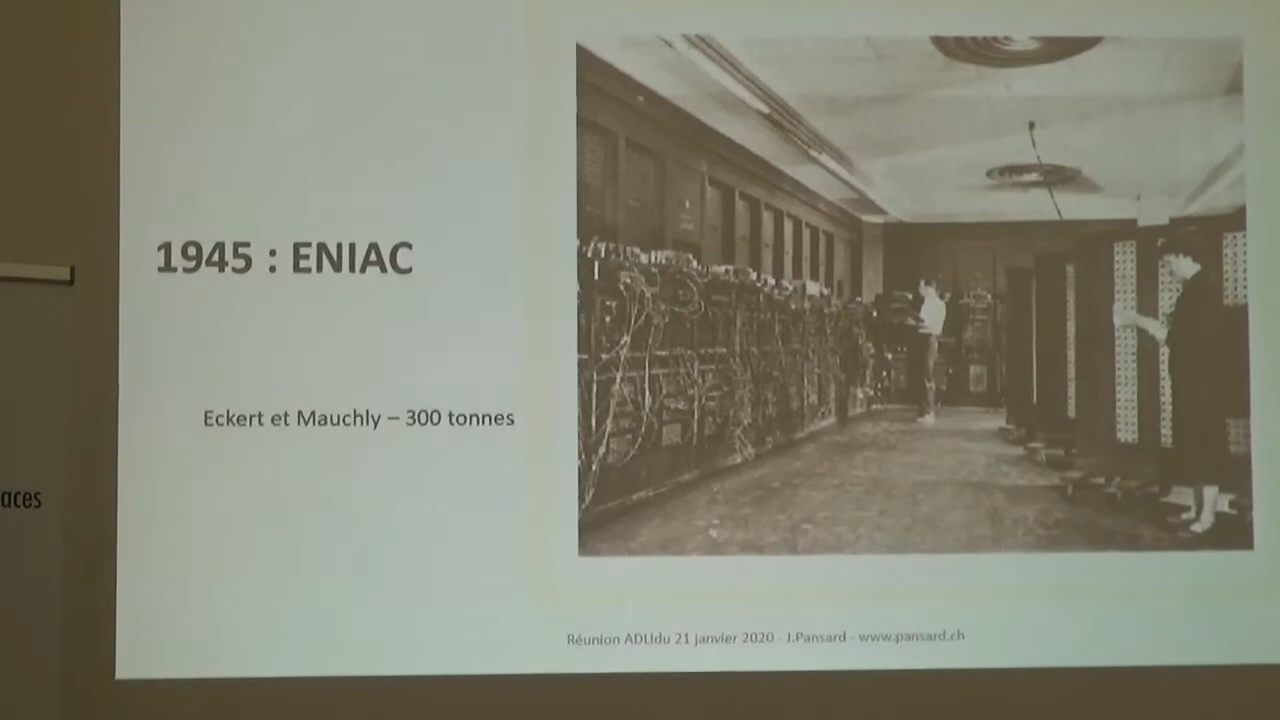 1945 : ENIAC
Eckert et Mauchly – 300 tonnes
aces
Réunion ADLIdu 21 janvier 2020 - J.Pansard - www.pansard.ch